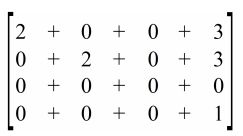 2 + 0 + 0 + 3
0 + 2 + 0 + 3
0 + 0 + 0 + 0
0 + 0 + 0 + 1